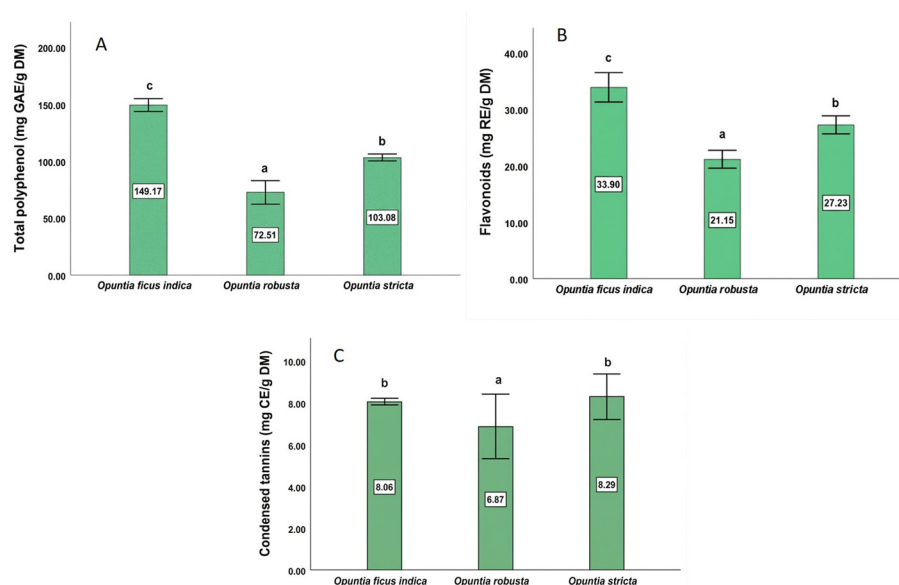 A
Total polyphenol (mg GAE/g DM)
200.00
150.00
100.00
50.00
0.00
c
a
b
149.17
72.51
103.08
Opuntia ficus indica
Opuntia robusta
Opuntia stricta
B
Flavonoids (mg RE/g DM)
40.00
30.00
20.00
10.00
0.00
c
a
b
33.90
21.15
27.23
Opuntia ficus indica
Opuntia robusta
Opuntia stricta
C
Condensed tannins (mg CE/g DM)
10.00
8.00
6.00
4.00
2.00
0.00
b
a
b
8.06
6.87
8.29
Opuntia ficus indica
Opuntia robusta
Opuntia stricta